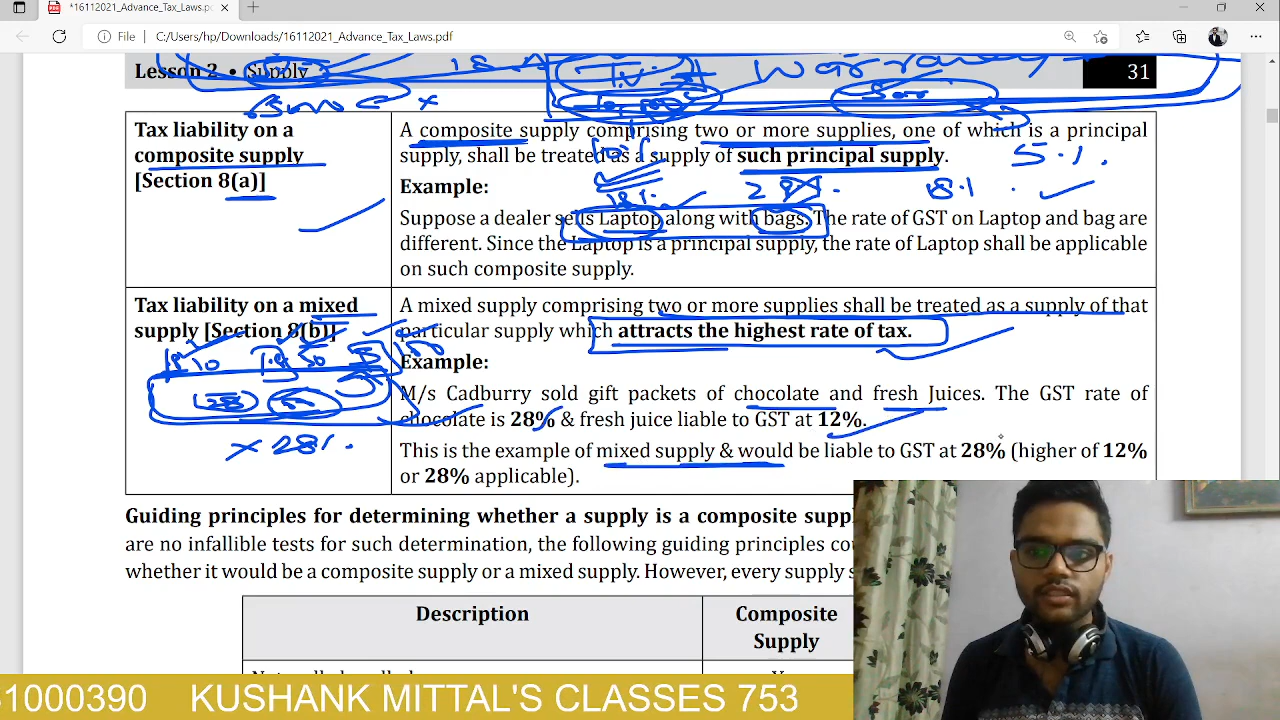 *16112021_Advance_Tax_Laws.pdf
File C:/Users/hp/Downloads/16112021_Advance_Tax_Laws.pdf
Lesson 2 • Supply
31
Tax liability on a
composite supply
[Section 8(a)]
A composite supply comprising two or more supplies, one of which is a principal
supply, shall be treated as a supply of such principal supply.
Example:
Suppose a dealer sells Laptop along with bags. The rate of GST on Laptop and bag are
different. Since the Laptop is a principal supply, the rate of Laptop shall be applicable
on such composite supply.
Tax liability on a mixed
supply [Section 8(b)]
A mixed supply comprising two or more supplies shall be treated as a supply of that
particular supply which attracts the highest rate of tax.
Example:
M/s Cadburry sold gift packets of chocolate and fresh Juices. The GST rate of
chocolate is 28% & fresh juice liable to GST at 12%.
This is the example of mixed supply & would be liable to GST at 28% (higher of 12%
or 28% applicable).
x 28%.
Guiding principles for determining whether a supply is a composite
are no infallible tests for such determination, the following guiding principles
whether it would be a composite supply or a mixed supply. However, every supply
Description
Composite
Supply
1000390 KUSHANK MITTAL'S CLASSES 753